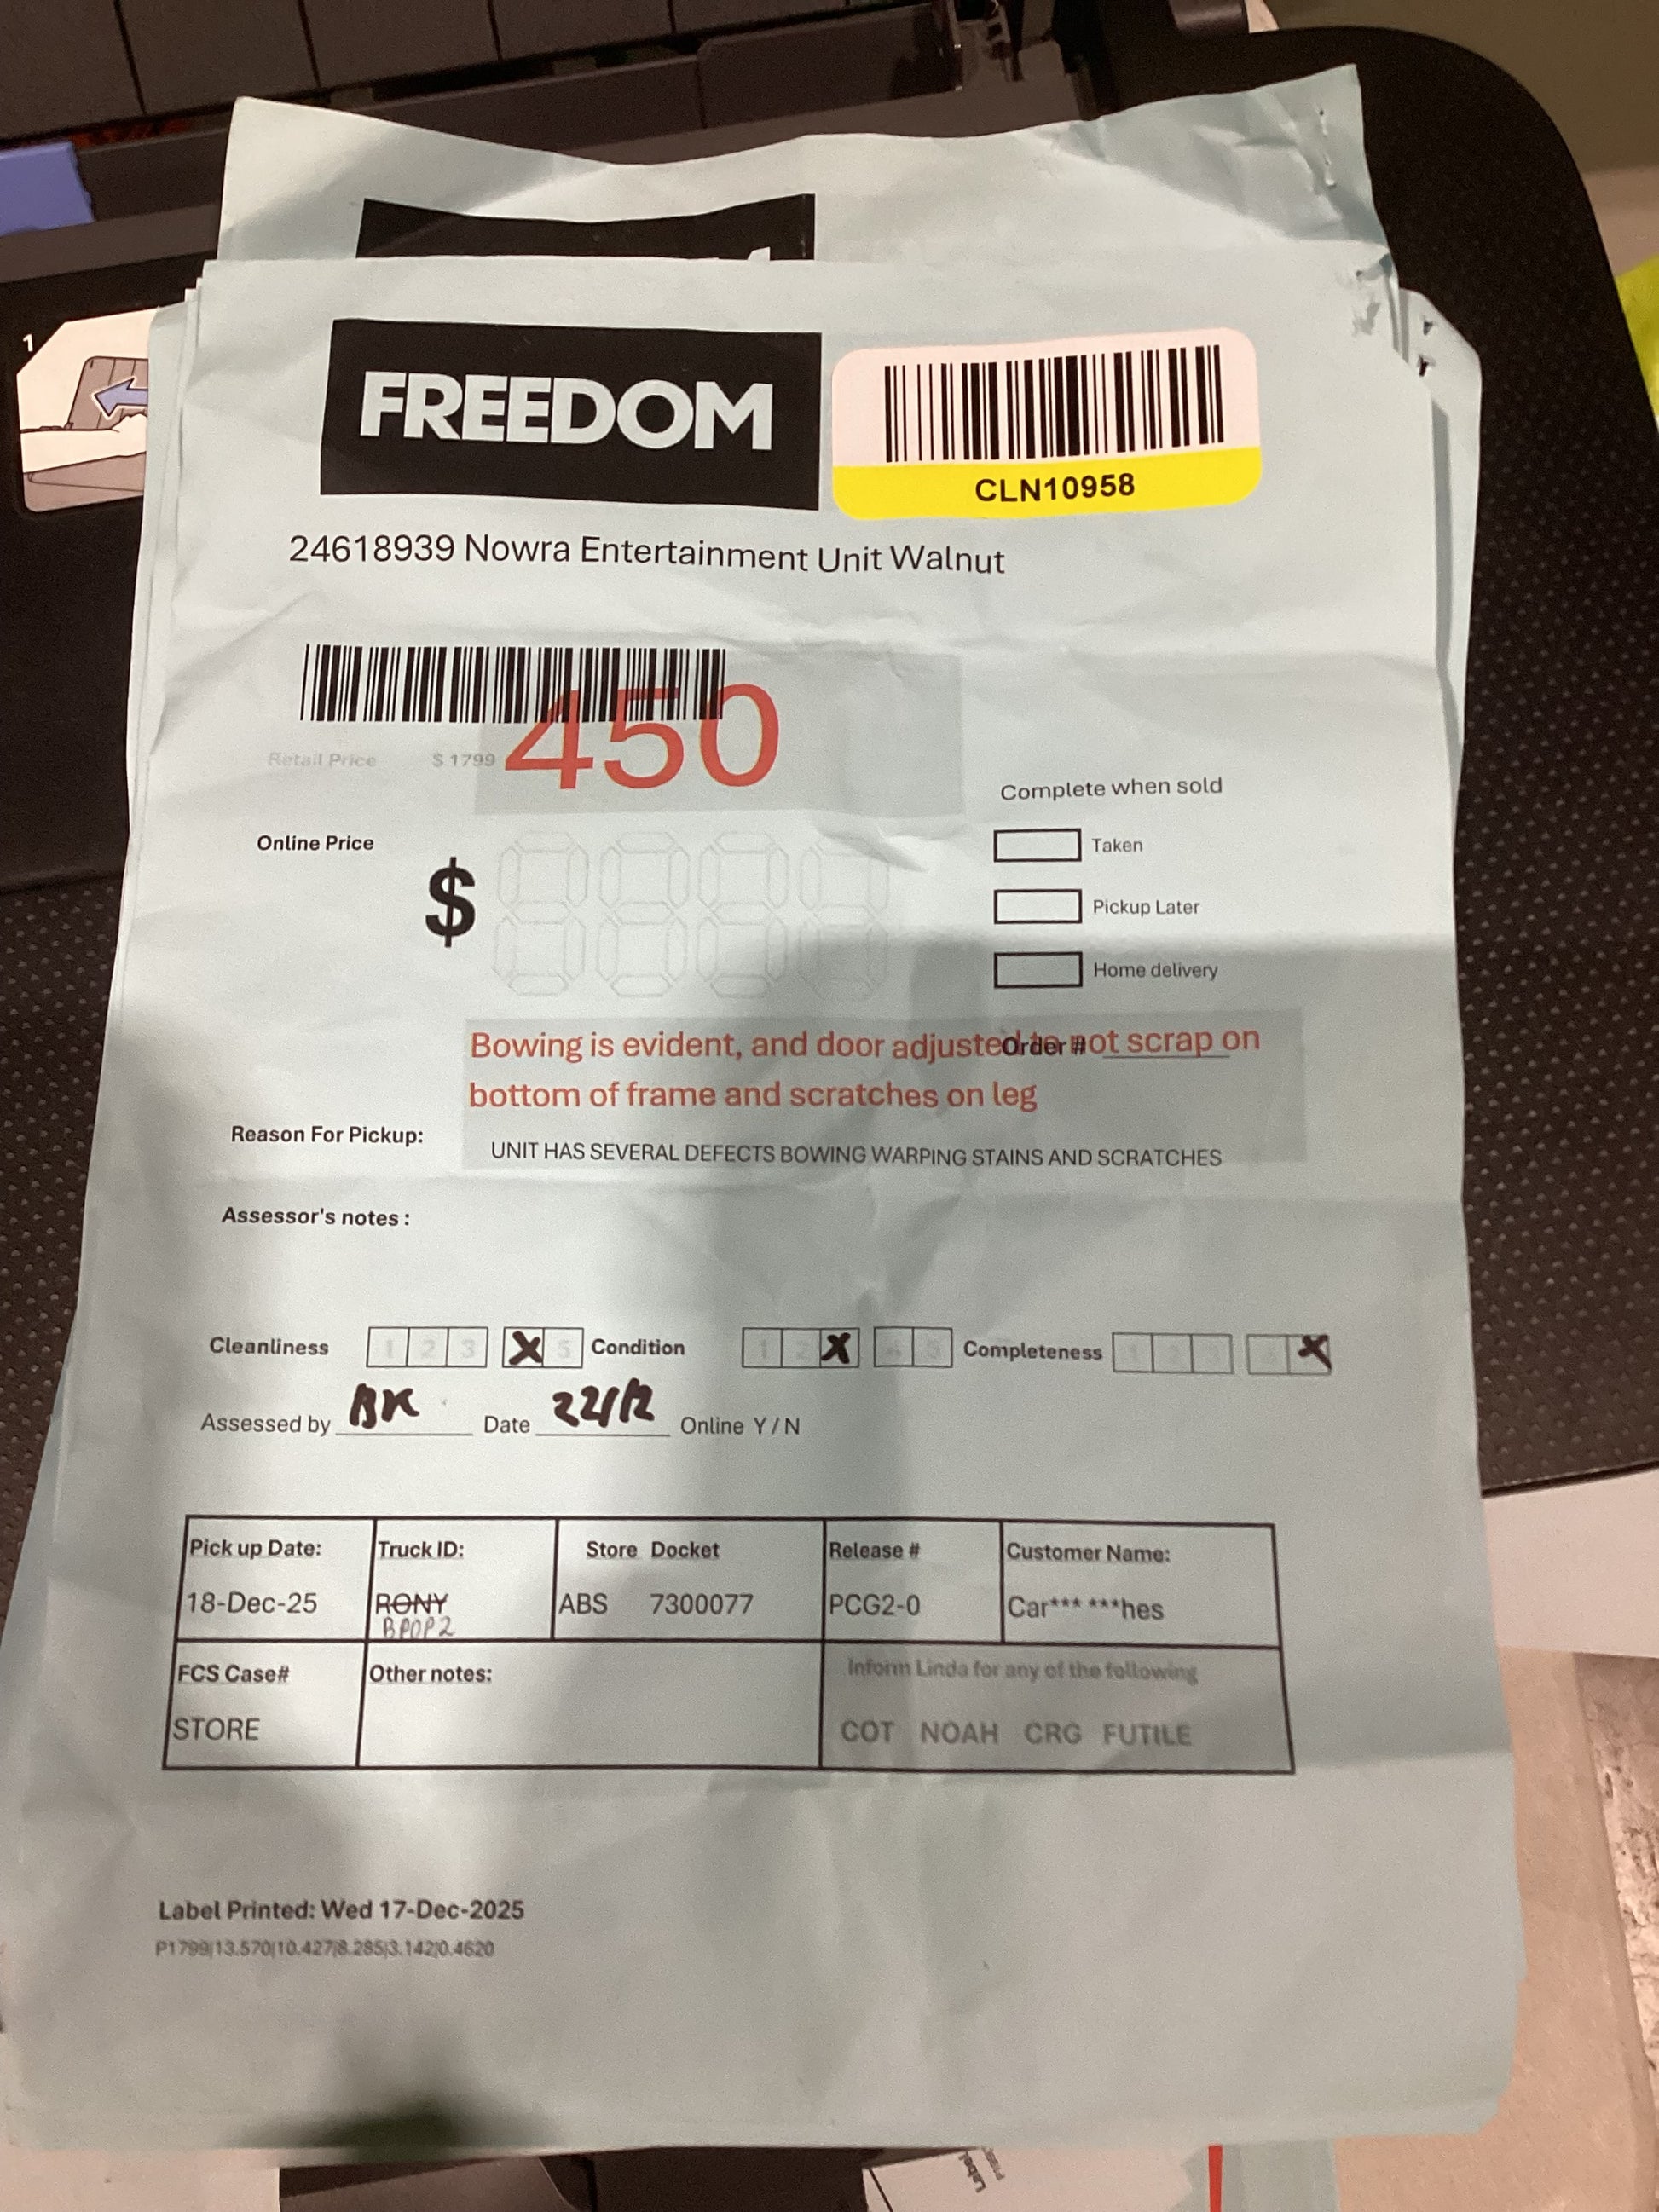 1
FREEDOM
CLN10958
24618939 Nowra Entertainment Unit Walnut
450
Retail Price $ 1799
Complete when sold
Online Price
$
Taken
Pickup Later
Home delivery
Bowing is evident, and door adjusted to not scrap on
Order #
bottom of frame and scratches on leg
Reason For Pickup:
UNIT HAS SEVERAL DEFECTS BOWING WARPING STAINS AND SCRATCHES
Assessor's notes :
Cleanliness 1 2 3 X 5 Condition 1 2 X 4 5 Completeness X
Assessed by BK Date 22/12 Online Y / N
Pick up Date: Truck ID: Store Docket Release # Customer Name:
18-Dec-25 RONY ABS 7300077 PCG2-0 Car*** ***hes
BPOP2
FCS Case# Other notes: Inform Linda for any of the following
STORE COT NOAH CRG FUTILE
Label Printed: Wed 17-Dec-2025
P1799|13.570|10.427|8.285|3.142|0.4620
Label